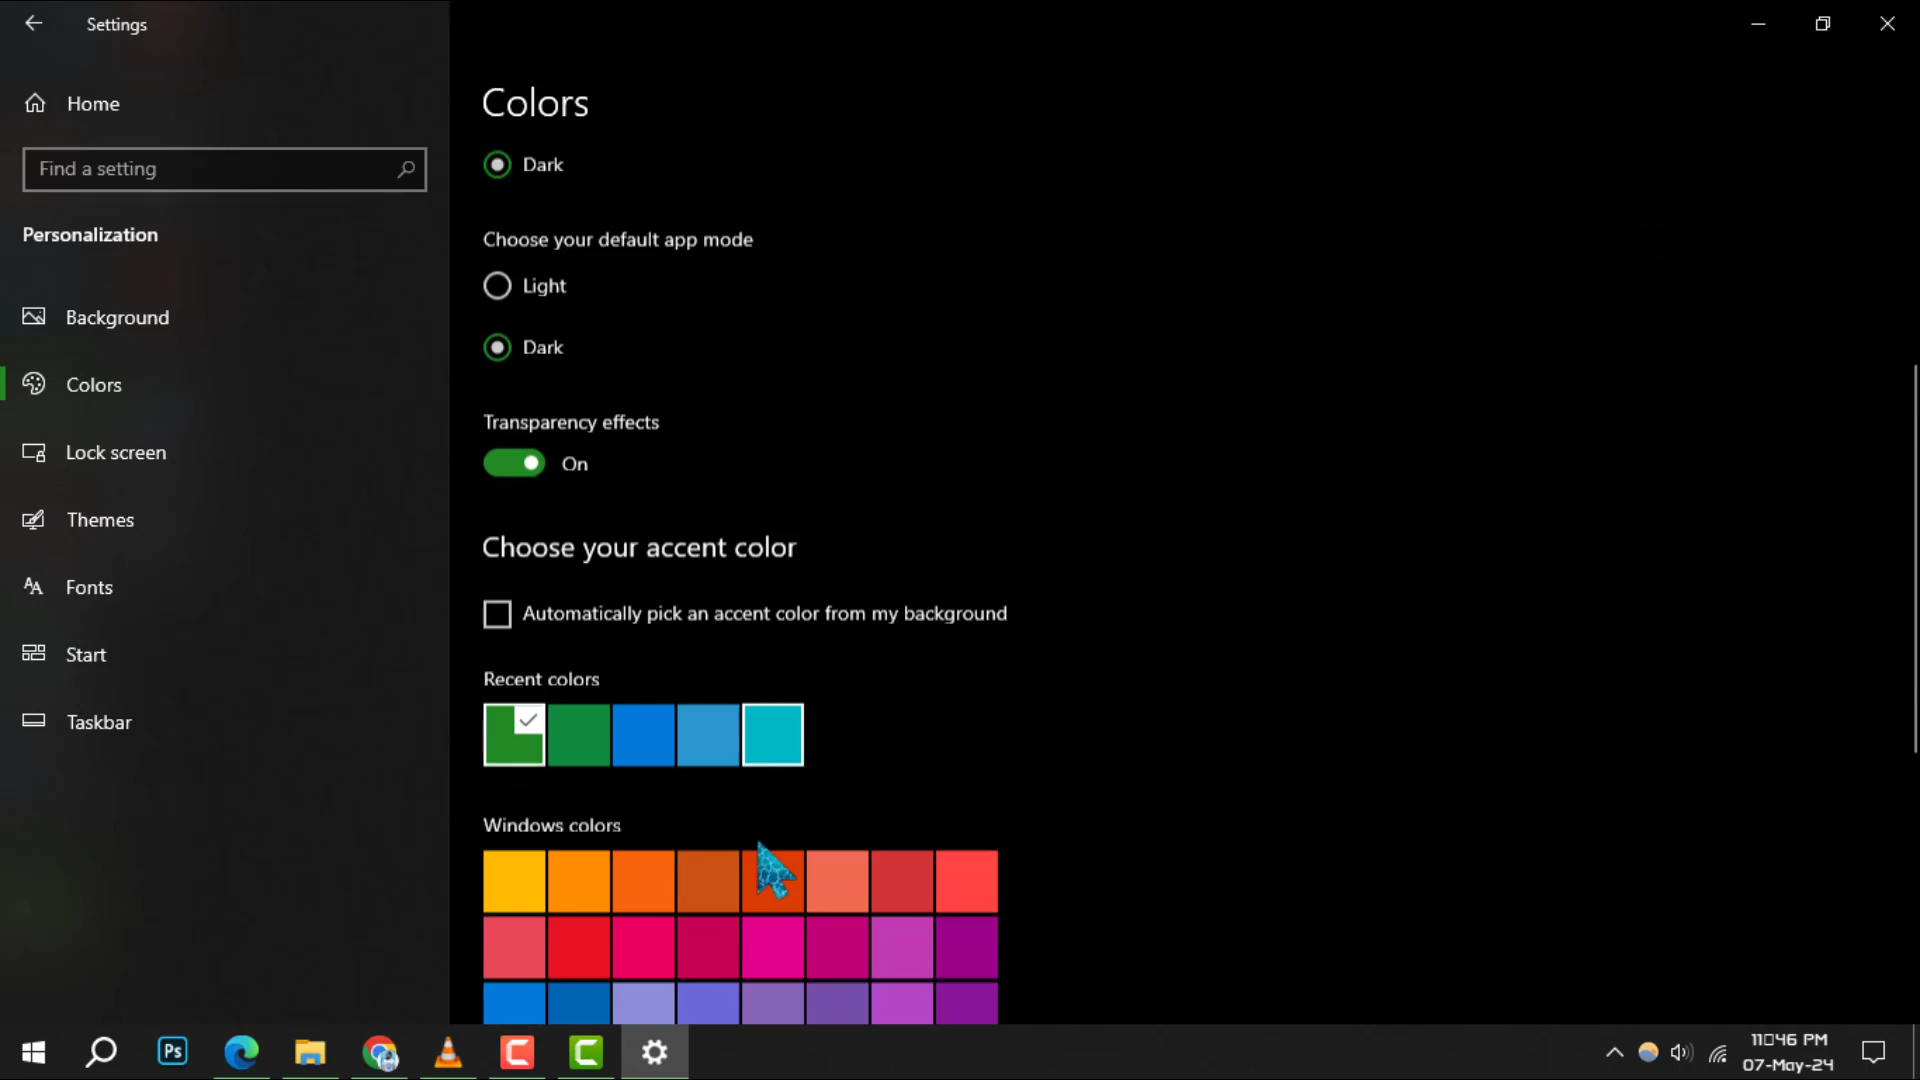 Settings
Home
Find a setting
Personalization
Background
Colors
Lock screen
Themes
Fonts
Start
Taskbar
Colors
Dark
Choose your default app mode
Light
Dark
Transparency effects
On
Choose your accent color
Automatically pick an accent color from my background
Recent colors
Windows colors
Ps
11□46 PM
07-May-24